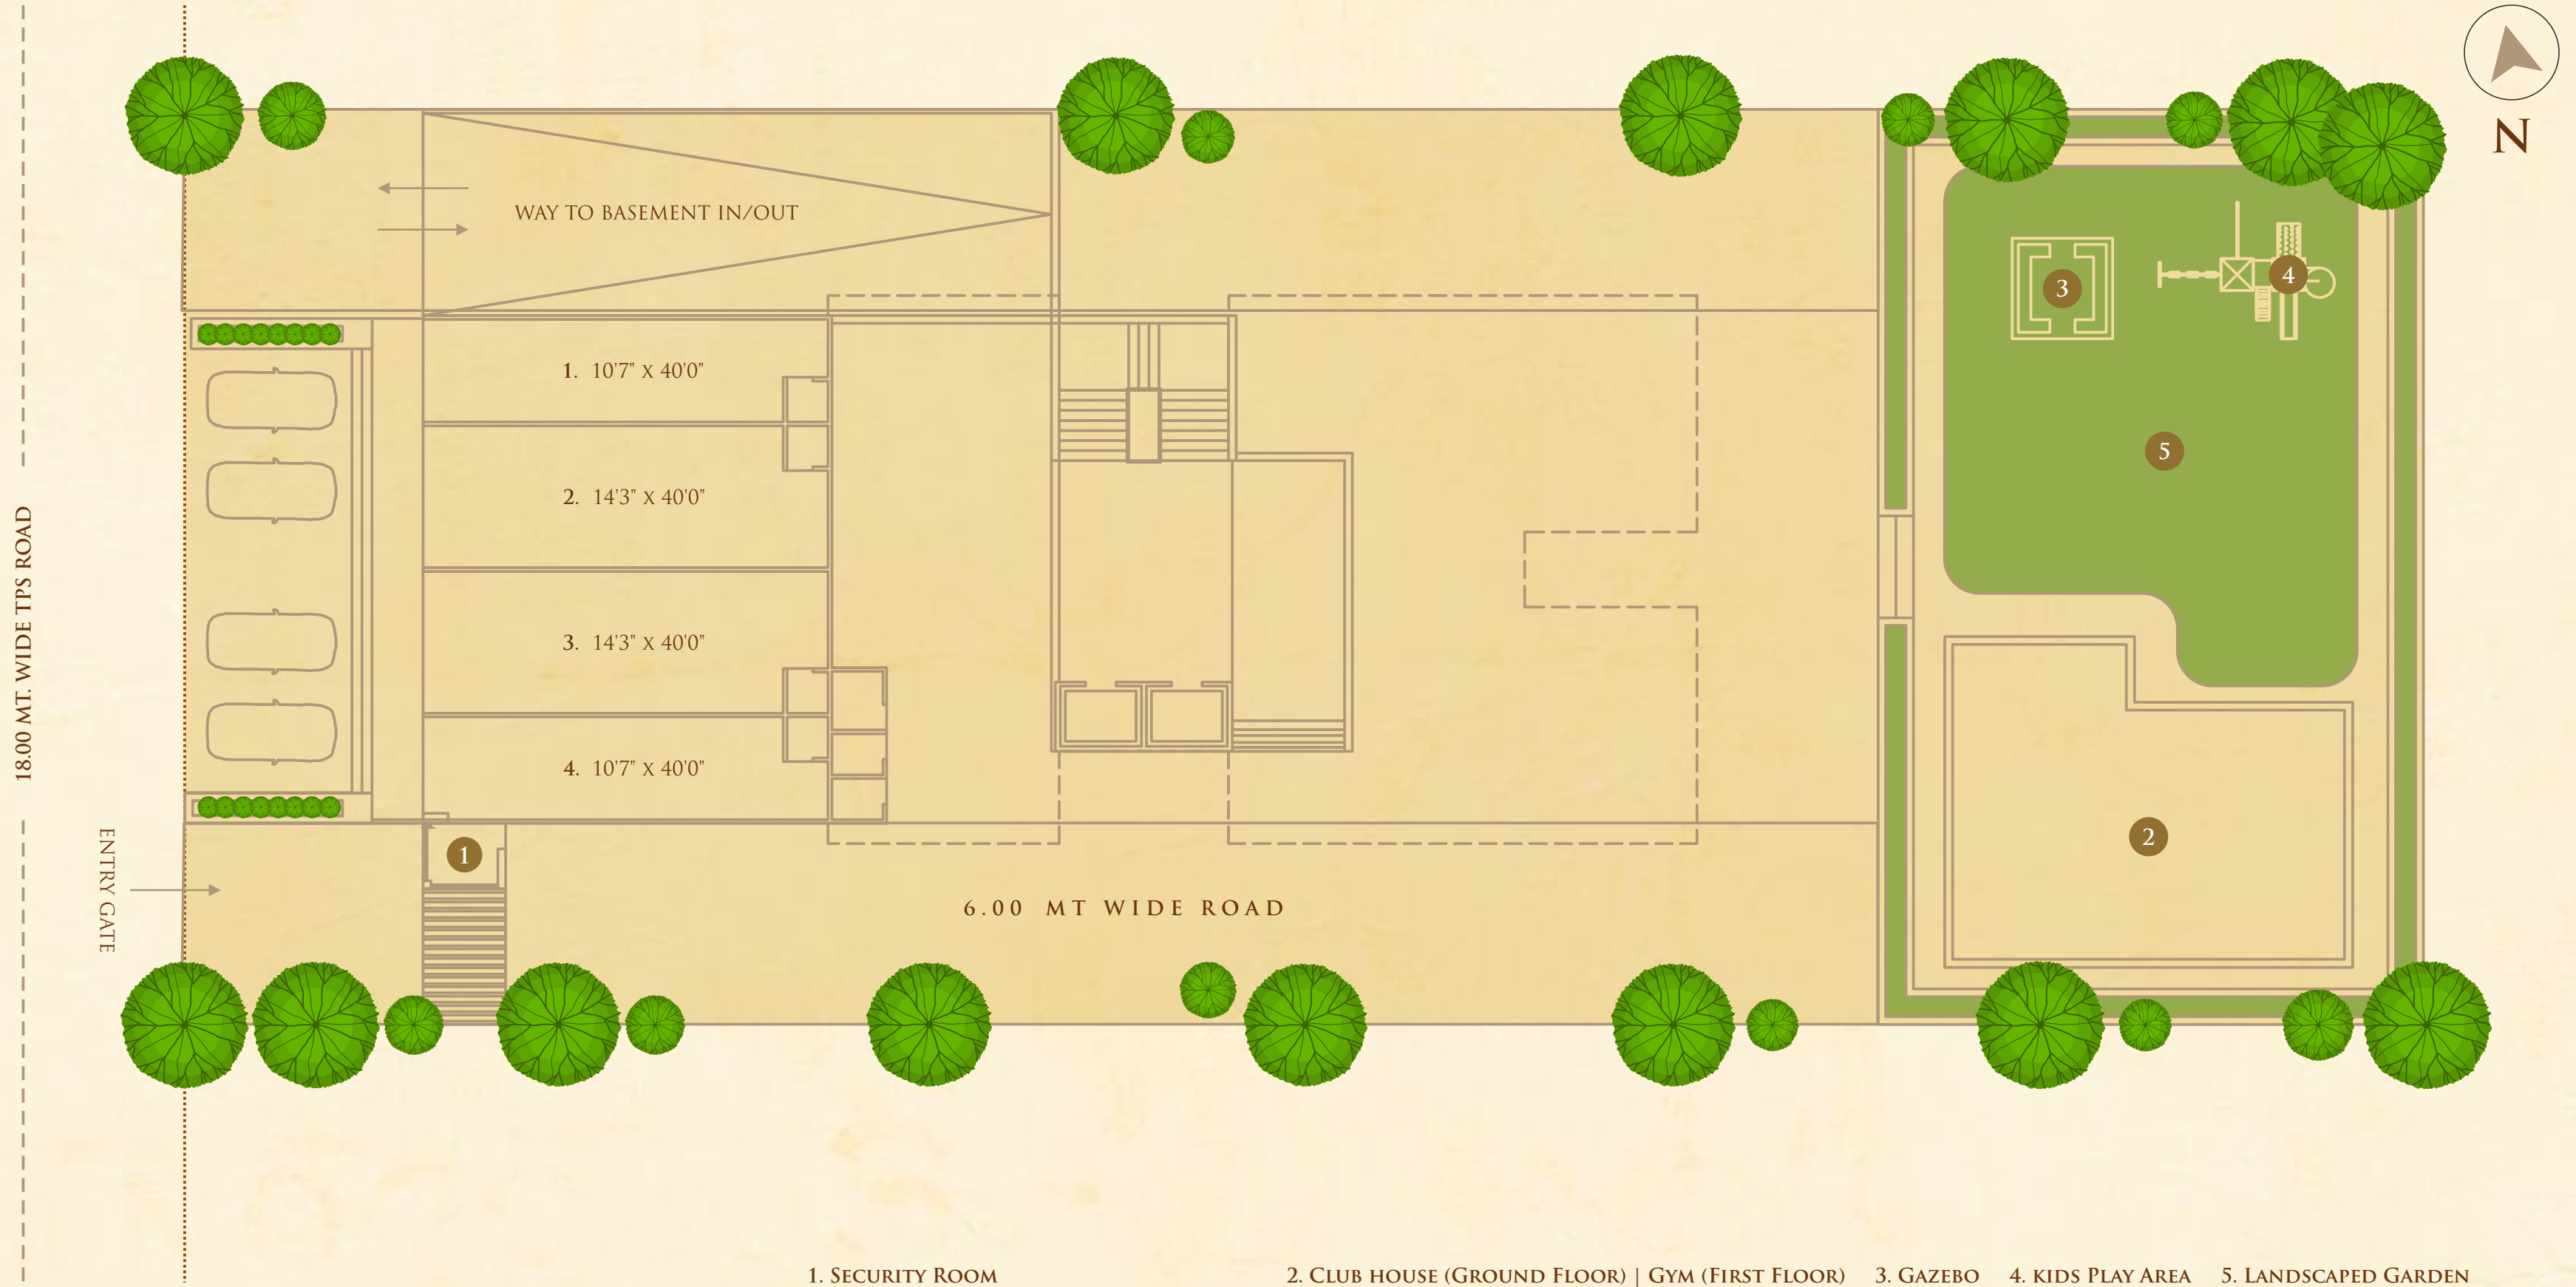 N
WAY TO BASEMENT IN/OUT
1. 10'7" X 40'0"
2. 14'3" X 40'0"
3. 14'3" X 40'0"
4. 10'7" X 40'0"
18.00 MT. WIDE TPS ROAD
ENTRY GATE
1
6.00 MT WIDE ROAD
3
4
5
2
1. SECURITY ROOM
2. CLUB HOUSE (GROUND FLOOR) | GYM (FIRST FLOOR) 3. GAZEBO 4. KIDS PLAY AREA 5. LANDSCAPED GARDEN